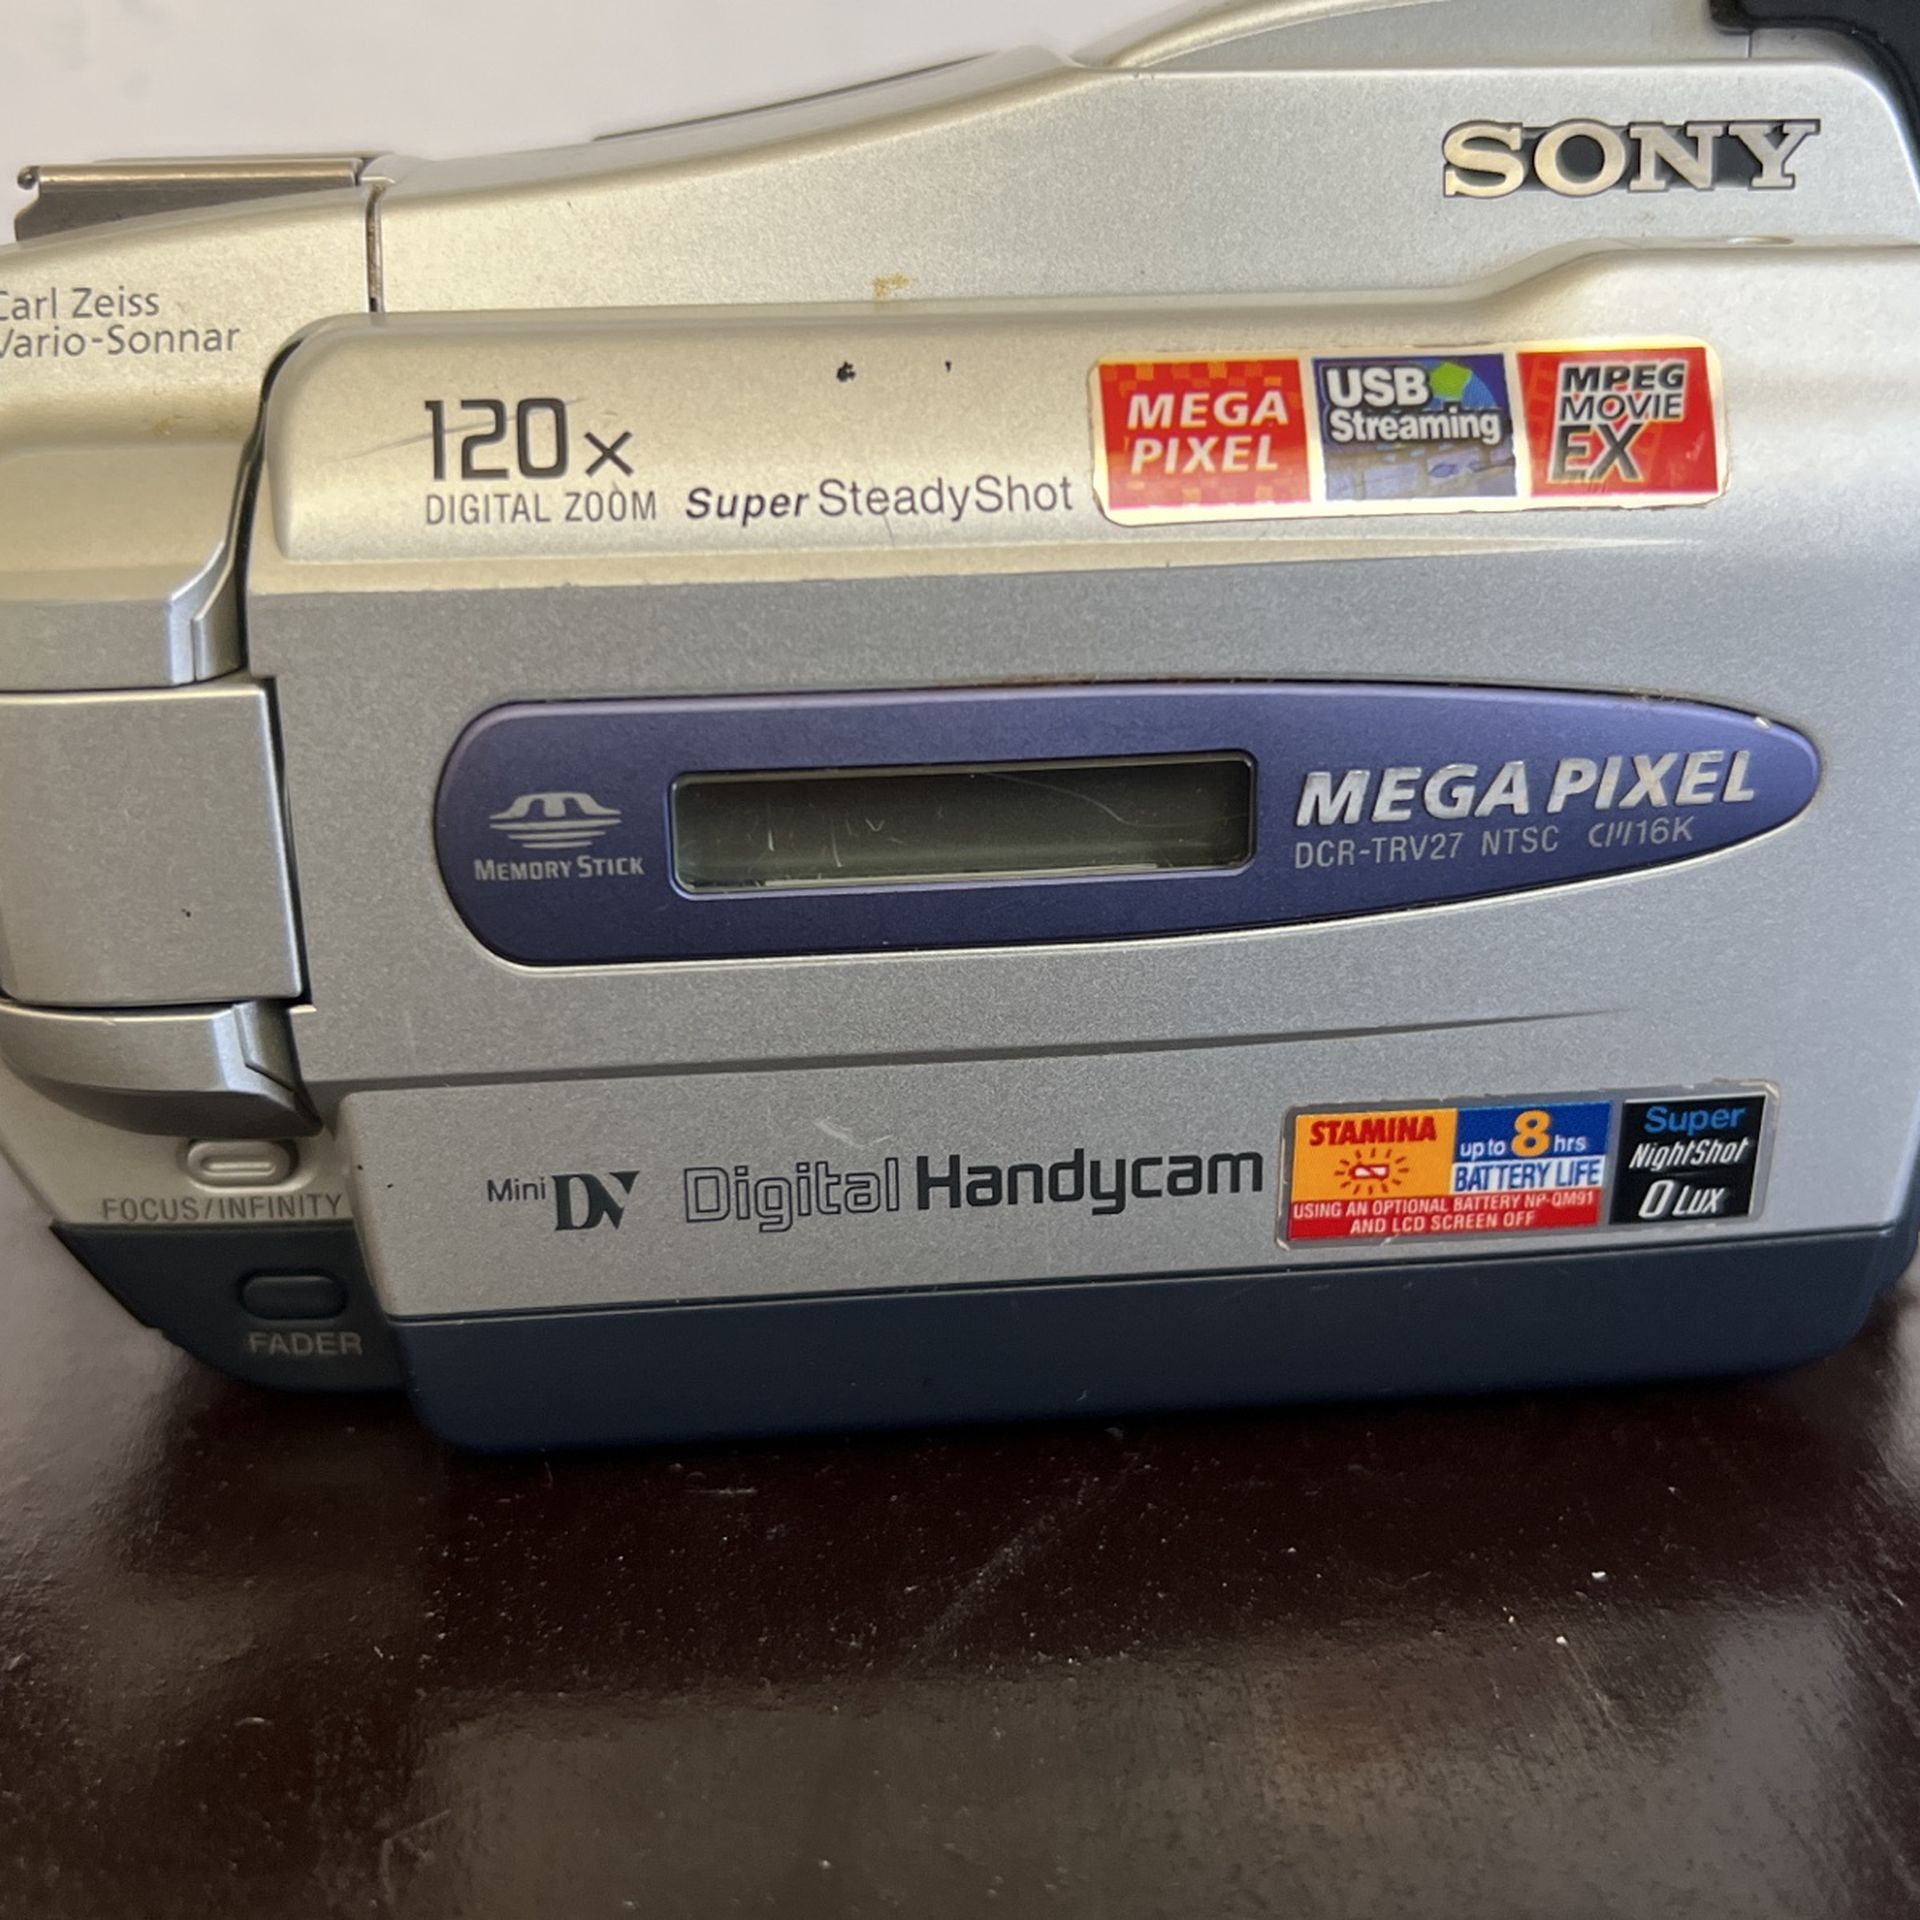 SONY
Carl Zeiss
Vario-Sonnar
120x
DIGITAL ZOOM Super SteadyShot
MEGA
PIXEL
USB
Streaming
MPEG
MOVIE
EX
MEMORY STICK
MEGA PIXEL
DCR-TRV27 NTSC CM16K
FOCUS/INFINITY
FADER
Mini DV Digital Handycam
STAMINA
up to 8 hrs
BATTERY LIFE
USING AN OPTIONAL BATTERY NP-QM91
AND LCD SCREEN OFF
Super
NightShot
0 LUX